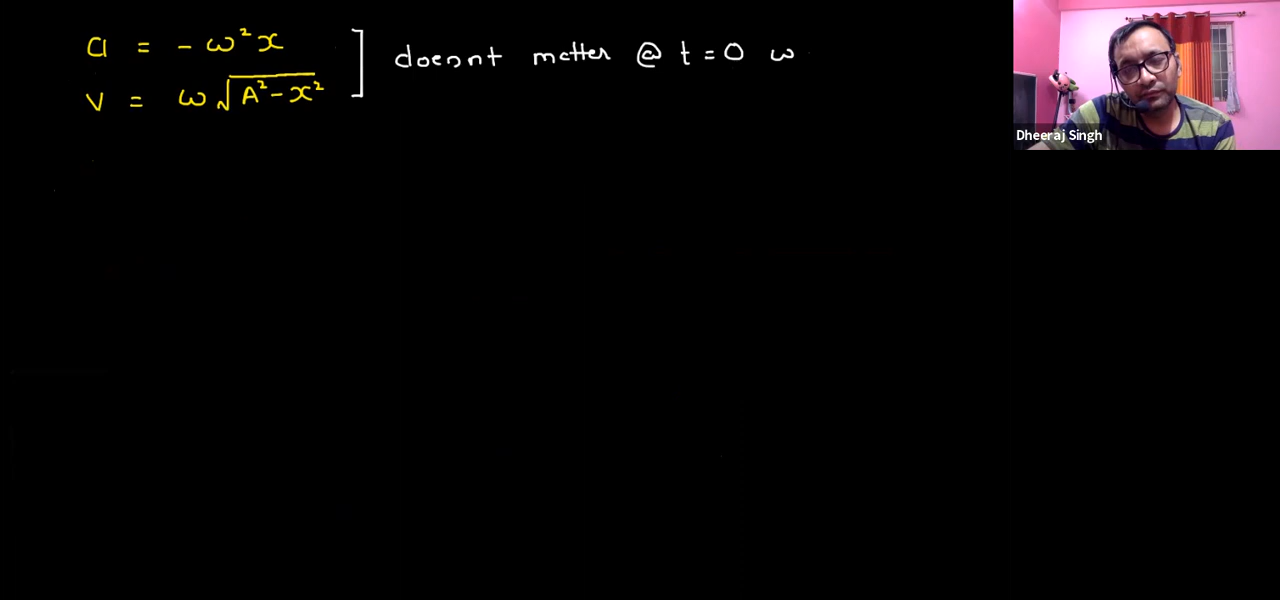 a = - ω²x
doesnt matter @ t = 0 ω
v = ω√A² - x²
Dheeraj Singh